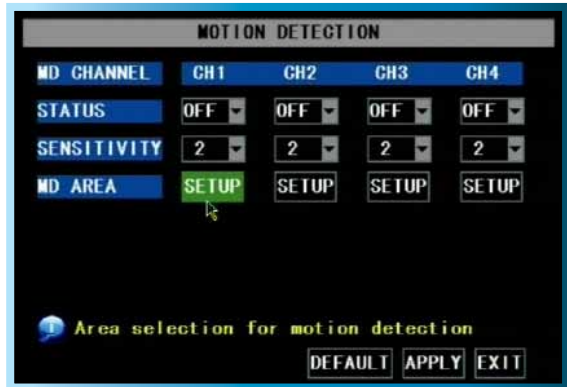 MOTION DETECTION
MD CHANNEL CH1 CH2 CH3 CH4
STATUS OFF OFF OFF OFF
SENSITIVITY 2 2 2 2
MD AREA SETUP SETUP SETUP SETUP
Area selection for motion detection
DEFAULT APPLY EXIT